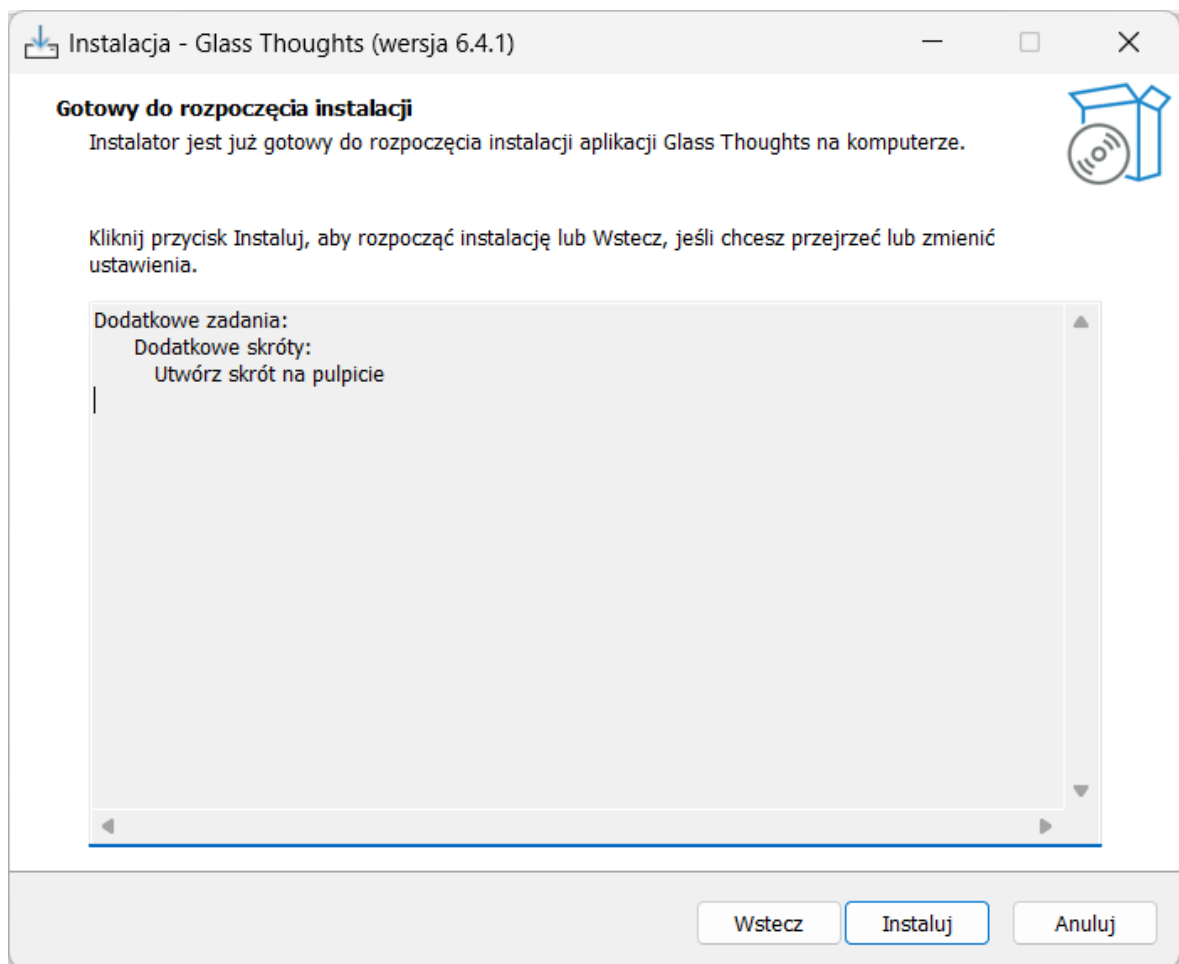 Instalacja - Glass Thoughts (wersja 6.4.1)
Gotowy do rozpoczęcia instalacji
Instalator jest już gotowy do rozpoczęcia instalacji aplikacji Glass Thoughts na komputerze.
Kliknij przycisk Instaluj, aby rozpocząć instalację lub Wstecz, jeśli chcesz przejrzeć lub zmienić
ustawienia.
Dodatkowe zadania:
Dodatkowe skróty:
Utwórz skrót na pulpicie
Wstecz
Instaluj
Anuluj